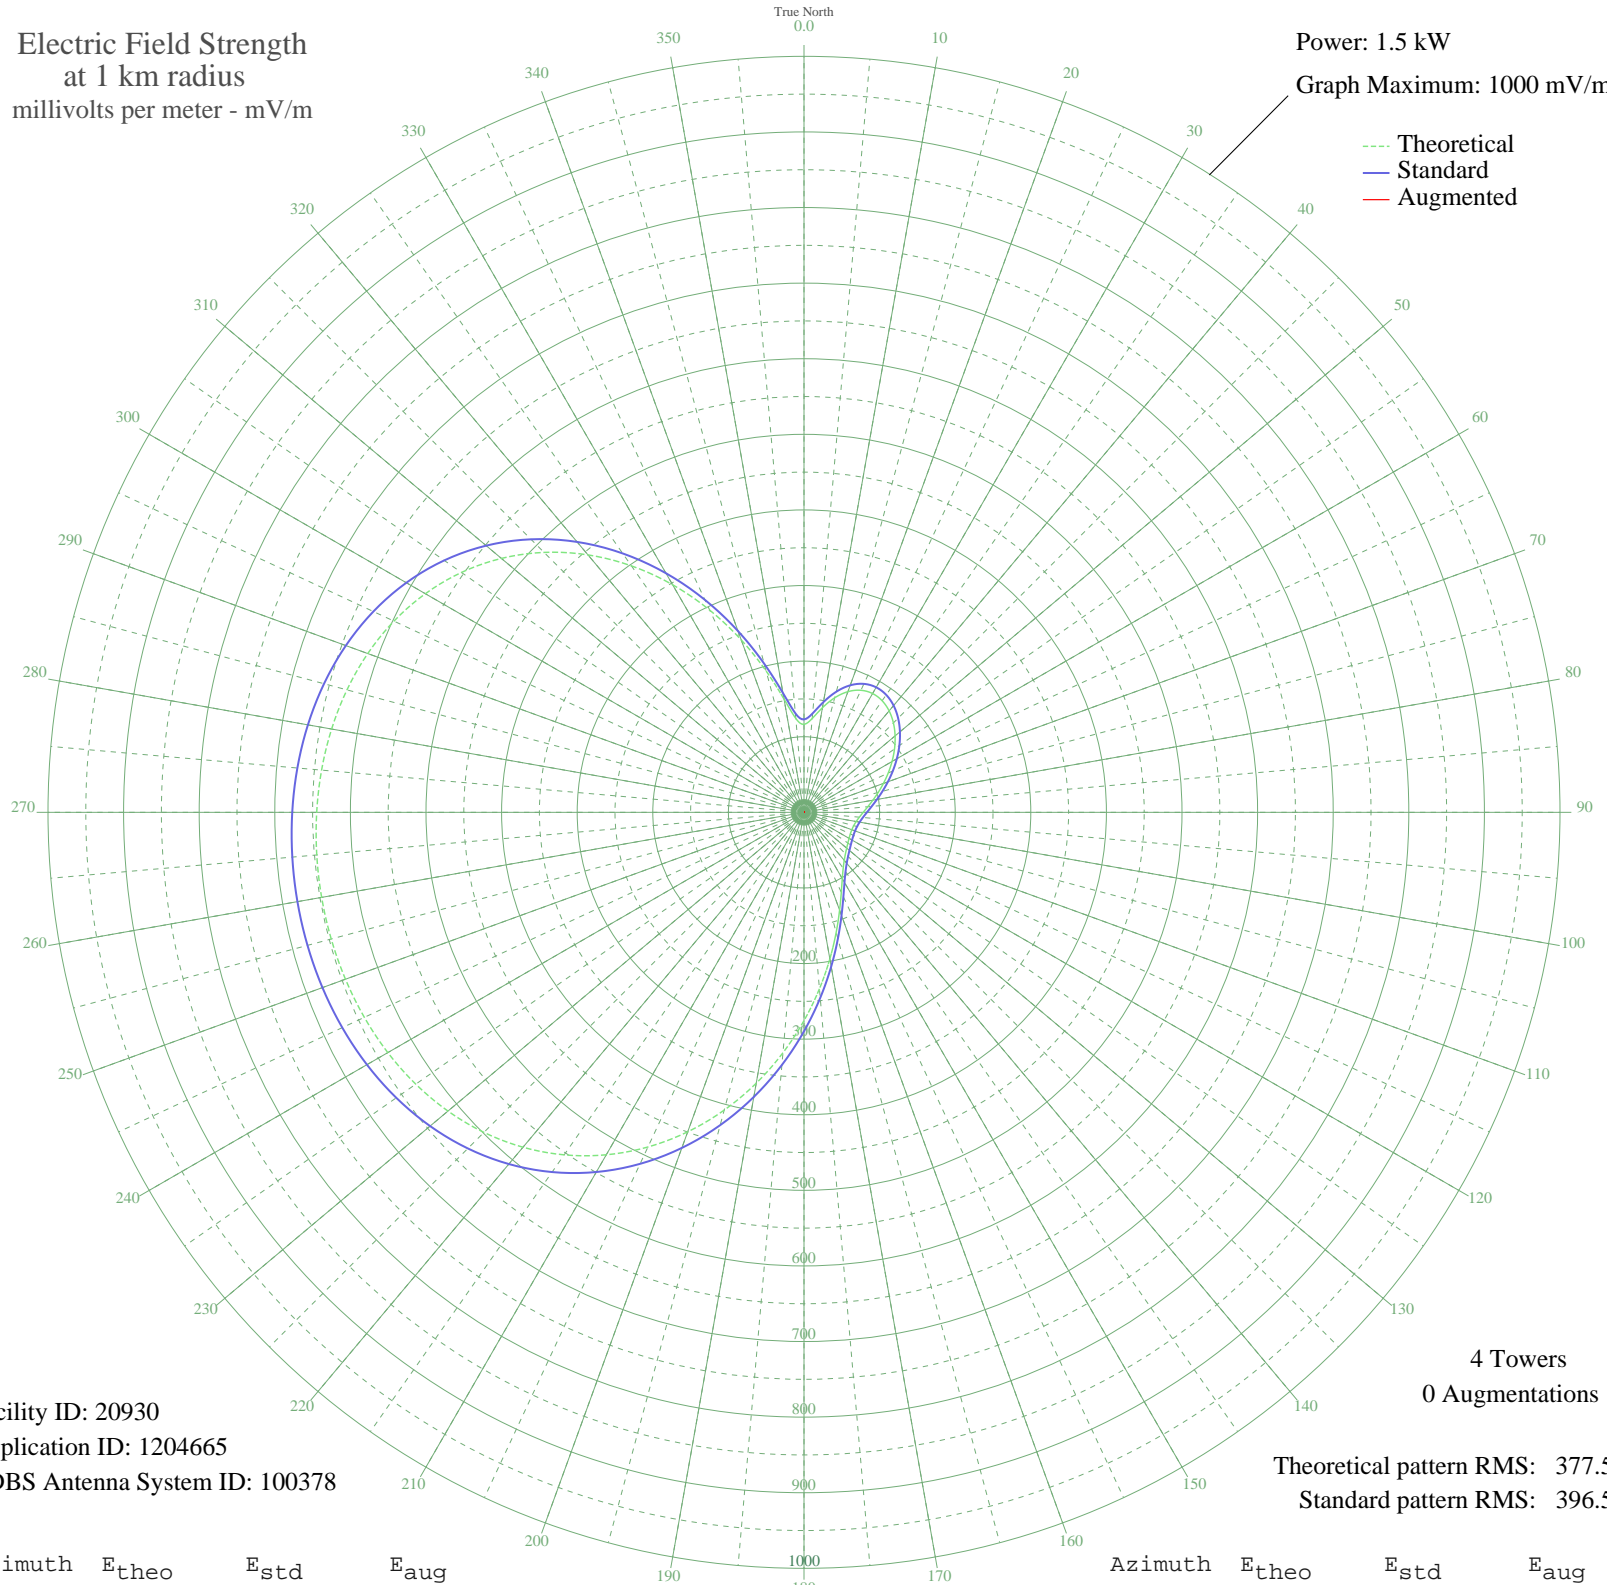 True North
0.0
Electric Field Strength
at 1 km radius
millivolts per meter - mV/m
Power: 1.5 kW
Graph Maximum: 1000 mV/m
Theoretical
Standard
Augmented
10
20
30
40
50
60
70
80
90
100
110
120
130
140
150
160
170
190
200
210
220
230
240
250
260
270
280
290
300
310
320
330
340
350
200
300
400
500
600
700
800
900
1000
4 Towers
0 Augmentations
cility ID: 20930
plication ID: 1204665
DBS Antenna System ID: 100378
Theoretical pattern RMS: 377.5
Standard pattern RMS: 396.5
imuth Etheo Estd Eaug
Azimuth Etheo Estd Eaug